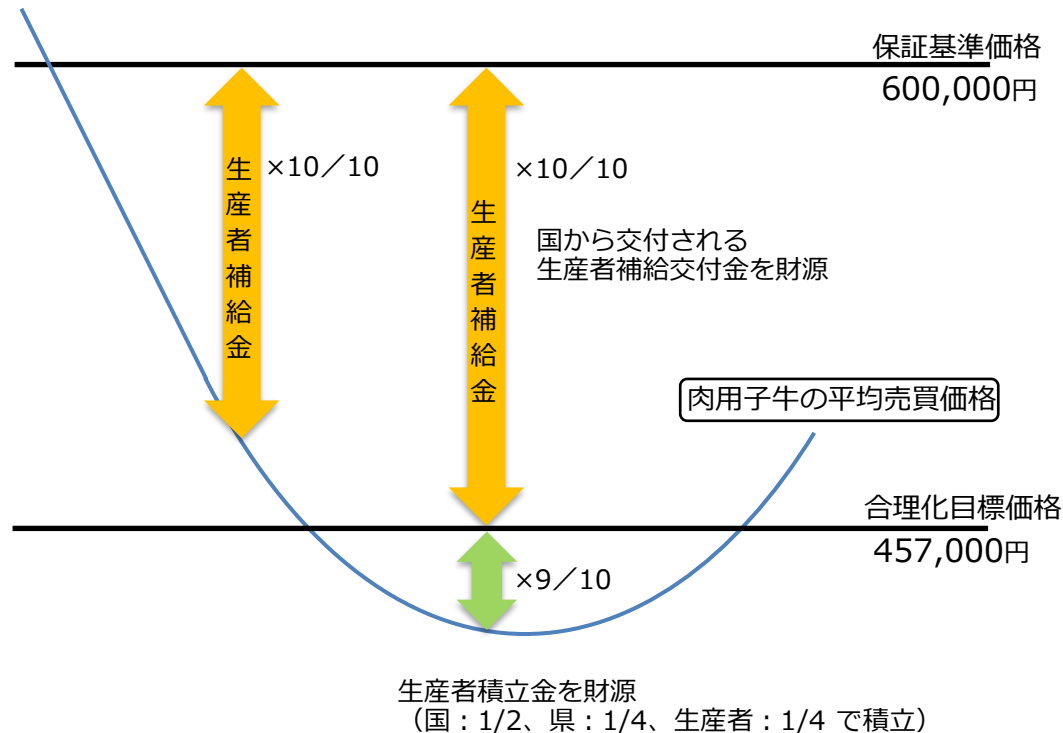 保証基準価格
600,000円
×10／10
×10／10
生産者補給金
生産者補給金
国から交付される
生産者補給交付金を財源
肉用子牛の平均売買価格
合理化目標価格
457,000円
×9／10
生産者積立金を財源
（国：1/2、県：1/4、生産者：1/4 で積立）